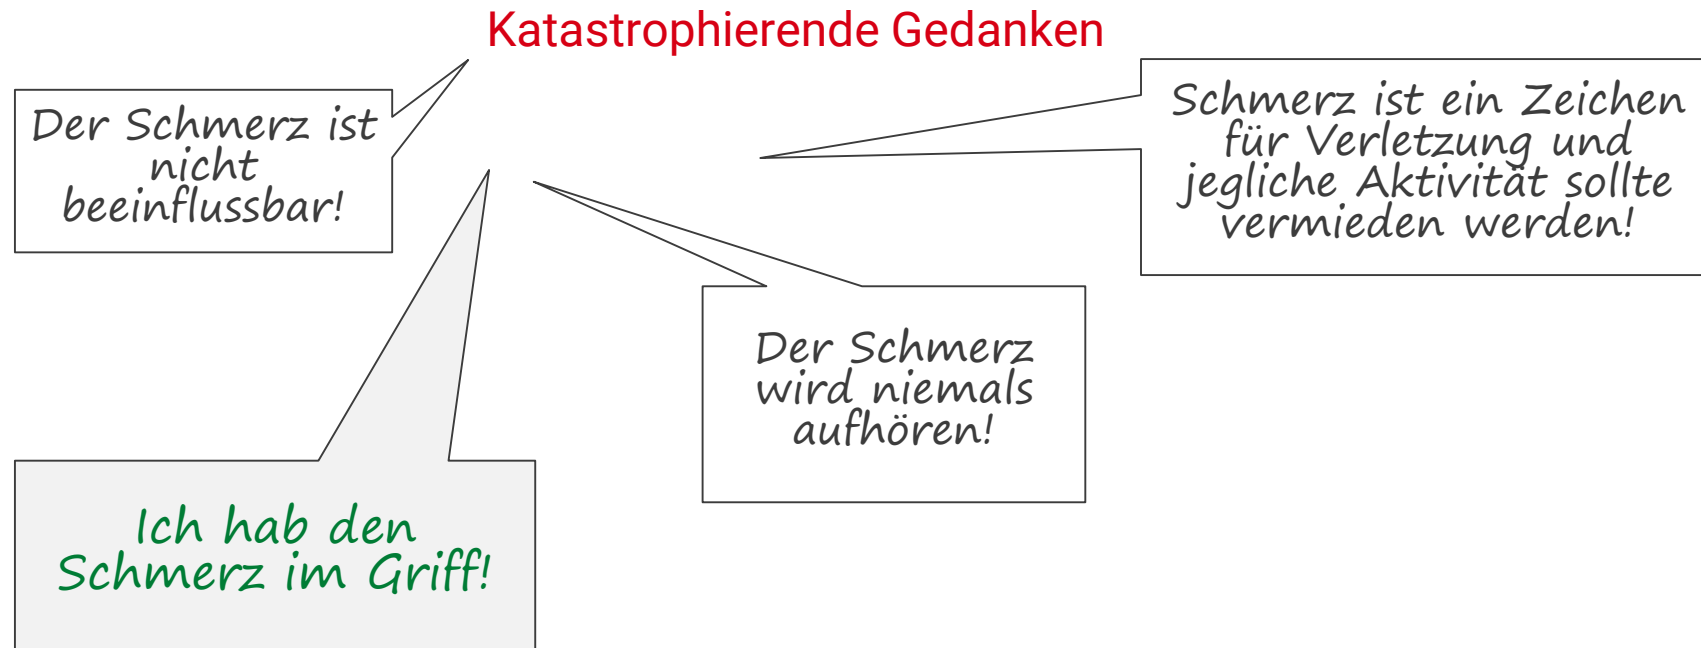 Katastrophierende Gedanken
Der Schmerz ist
nicht
beeinflussbar!
Schmerz ist ein Zeichen
für Verletzung und
jegliche Aktivität sollte
vermieden werden!
Der Schmerz
wird niemals
aufhören!
Ich hab den
Schmerz im Griff!